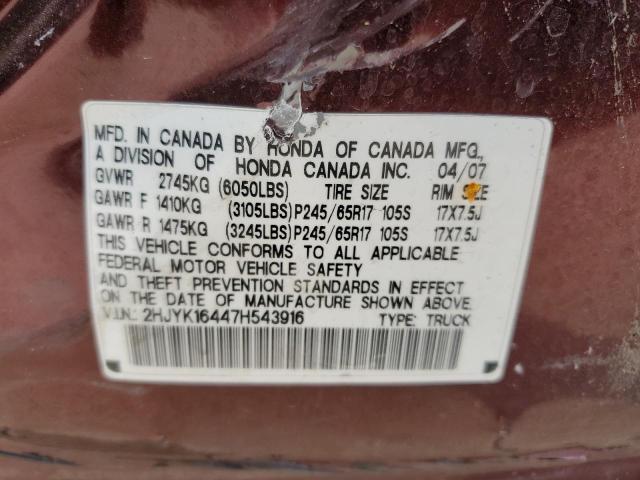 MFD. IN CANADA BY HONDA OF CANADA MFG.,
A DIVISION OF HONDA CANADA INC. 04/07
GVWR 2745KG (6050LBS) TIRE SIZE RIM SIZE
GAWR F 1410KG (3105LBS)P245/65R17 105S 17X7.5J
GAWR R 1475KG (3245LBS)P245/65R17 105S 17X7.5J
THIS VEHICLE CONFORMS TO ALL APPLICABLE
FEDERAL MOTOR VEHICLE SAFETY
AND THEFT PREVENTION STANDARDS IN EFFECT
ON THE DATE OF MANUFACTURE SHOWN ABOVE.
V.I.N.: 2HJYK16447H543916 TYPE: TRUCK